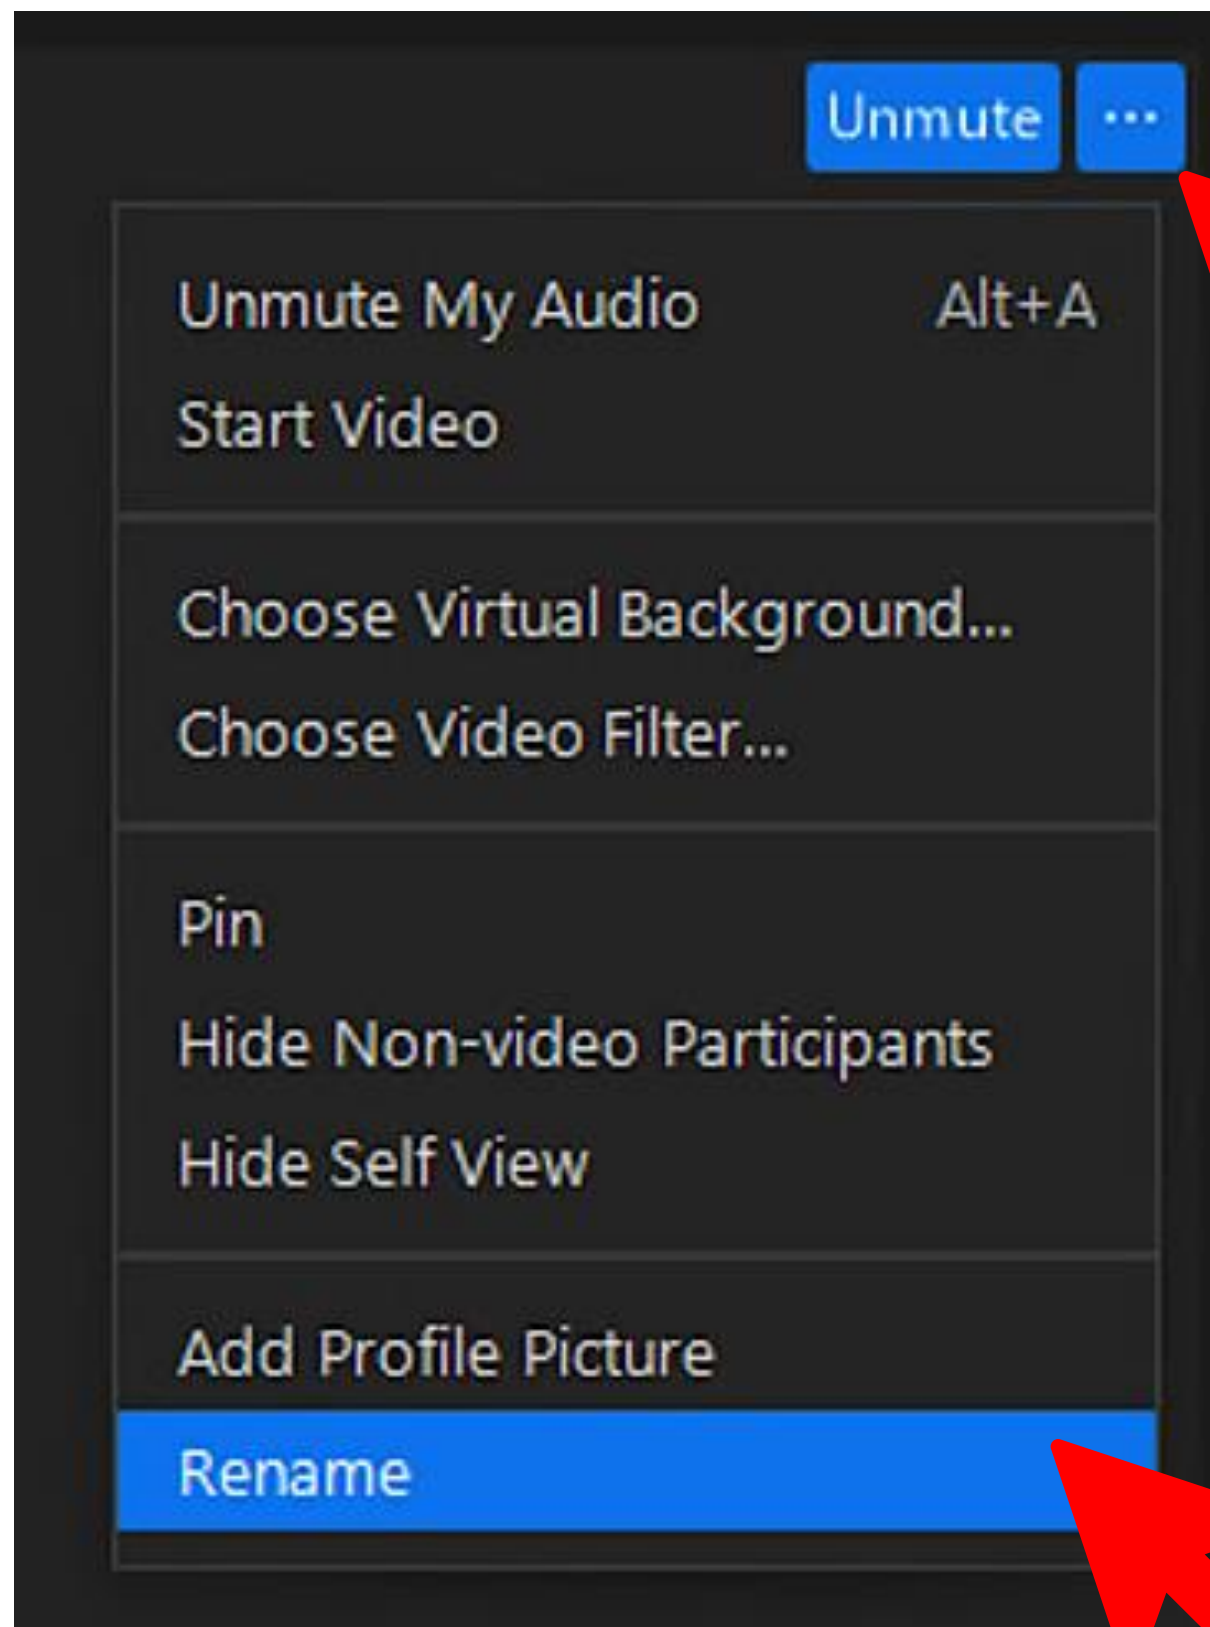 Unmute ...
Unmute My Audio Alt+A
Start Video
Choose Virtual Background...
Choose Video Filter...
Pin
Hide Non-video Participants
Hide Self View
Add Profile Picture
Rename